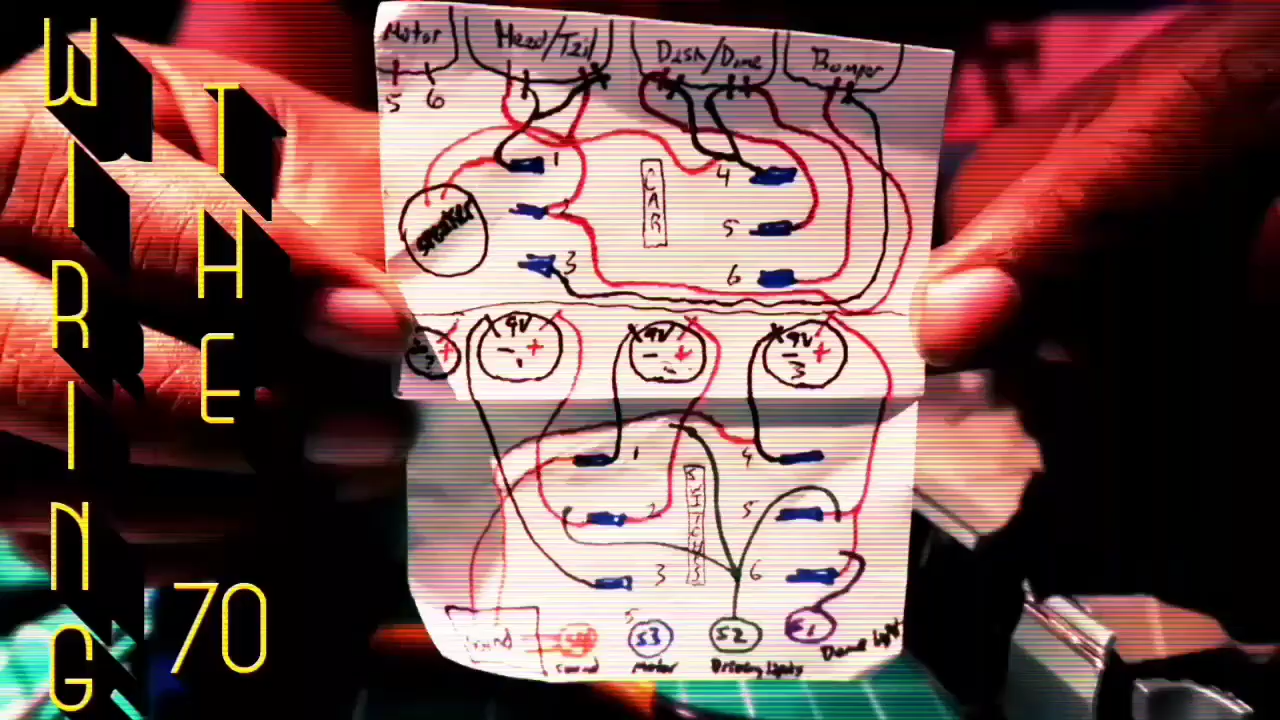 WIRING
THE
70
Motor
Head/Tail
Dash/Dome
Bumper
5 6
1
4
CAR
speaker
2
5
3
6
9V
9V
9V
- +
- +
- +
+
1
3
1
4
SWITCHES
2
5
3
6
S3
S2
S1
Sound
Motor
Driving Lights
Dome light